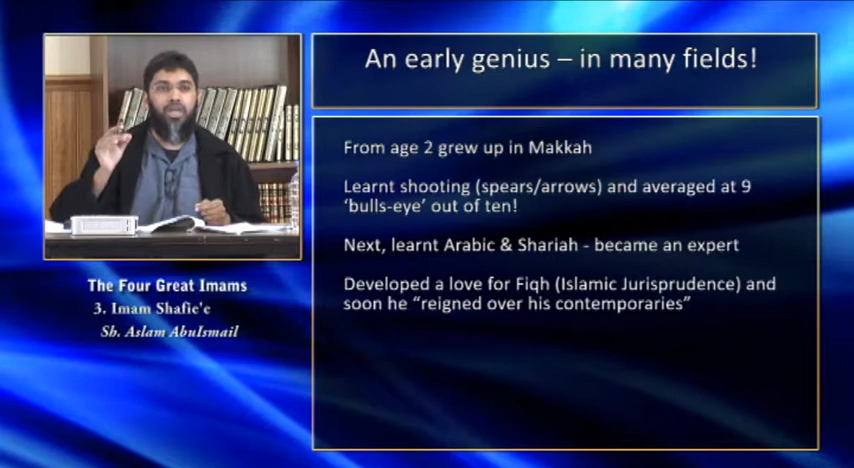 An early genius – in many fields!
From age 2 grew up in Makkah
Learnt shooting (spears/arrows) and averaged at 9
‘bulls-eye’ out of ten!
Next, learnt Arabic & Shariah - became an expert
Developed a love for Fiqh (Islamic Jurisprudence) and
soon he “reigned over his contemporaries”
The Four Great Imams
3. Imam Shafie'e
Sh. Aslam AbuIsmail